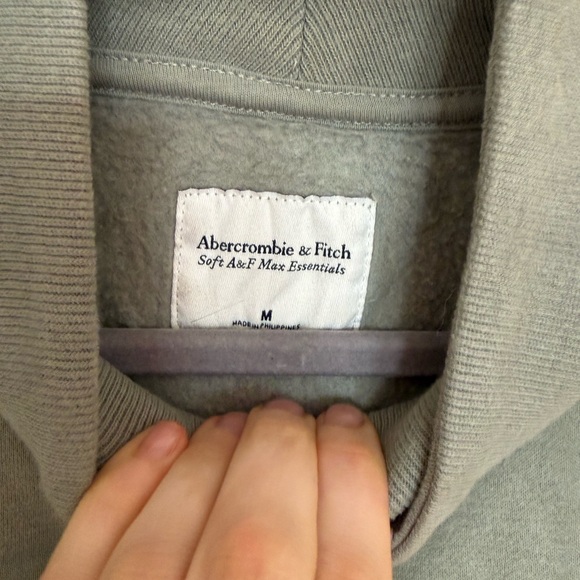 Abercrombie & Fitch
Soft A&F Max Essentials
M
MADE IN PHILIPPINES